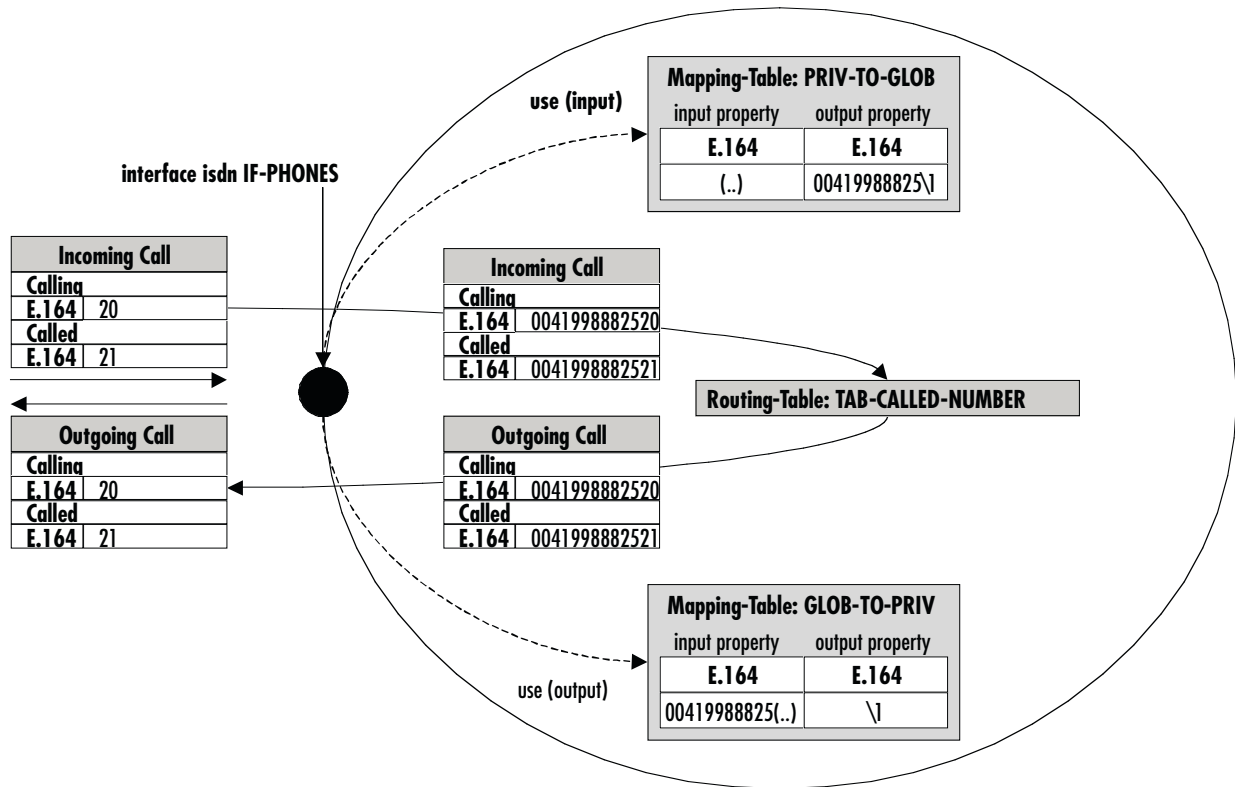 Mapping-Table: PRIV-TO-GLOB
input property output property
E.164 E.164
(..) 00419988825\1
use (input)
interface isdn IF-PHONES
Incoming Call
Calling
E.164 20
Called
E.164 21
Incoming Call
Calling
E.164 0041998882520
Called
E.164 0041998882521
Routing-Table: TAB-CALLED-NUMBER
Outgoing Call
Calling
E.164 20
Called
E.164 21
Outgoing Call
Calling
E.164 0041998882520
Called
E.164 0041998882521
use (output)
Mapping-Table: GLOB-TO-PRIV
input property output property
E.164 E.164
00419988825(..) \1